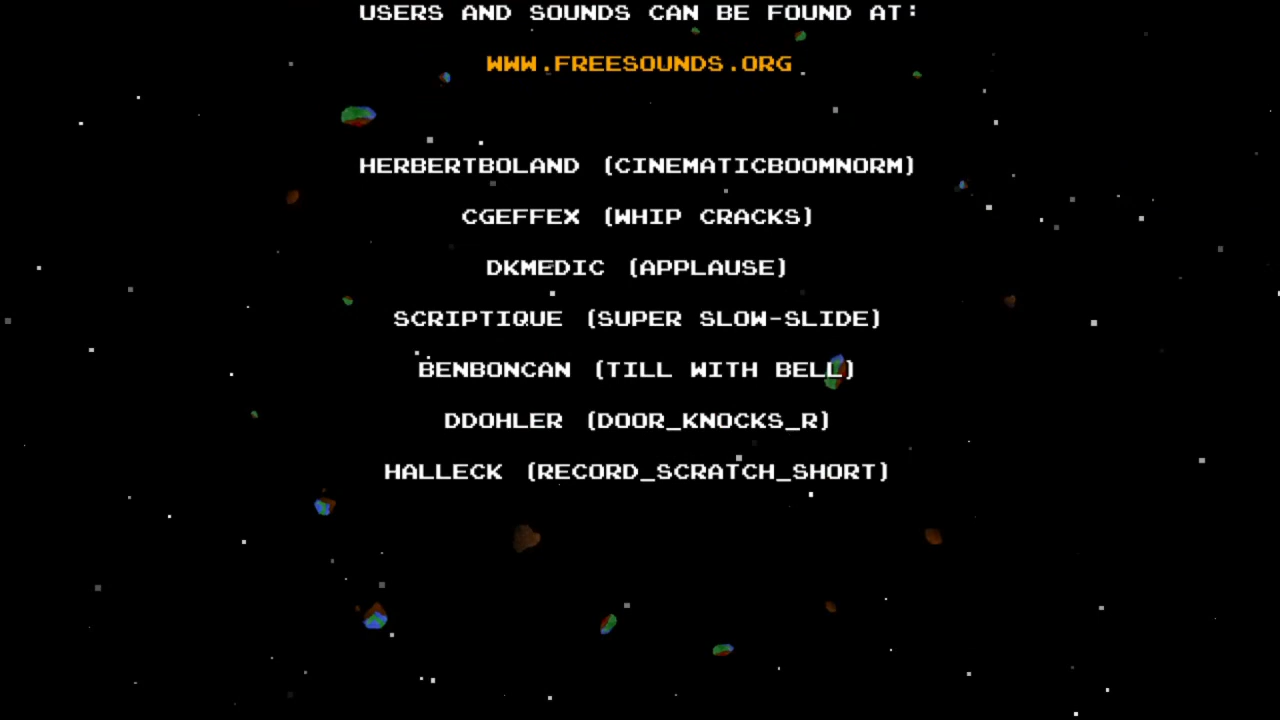 USERS AND SOUNDS CAN BE FOUND AT:
WWW.FREESOUNDS.ORG
HERBERTBOLAND (CINEMATICBOOMNORM)
CGEFFEX (WHIP CRACKS)
DKMEDIC (APPLAUSE)
SCRIPTIQUE (SUPER SLOW-SLIDE)
BENBONCAN (TILL WITH BELL)
DDOHLER (DOOR_KNOCKS_R)
HALLECK (RECORD_SCRATCH_SHORT)